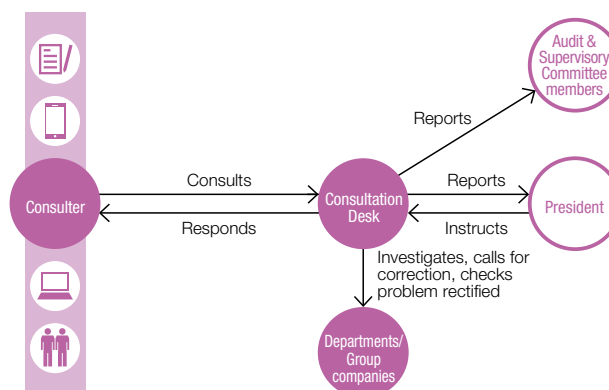 Audit &
Supervisory
Committee
members
Reports
Consults
Reports
Consulter
Consultation
Desk
President
Responds
Instructs
Investigates, calls for
correction, checks
problem rectified
Departments/
Group
companies